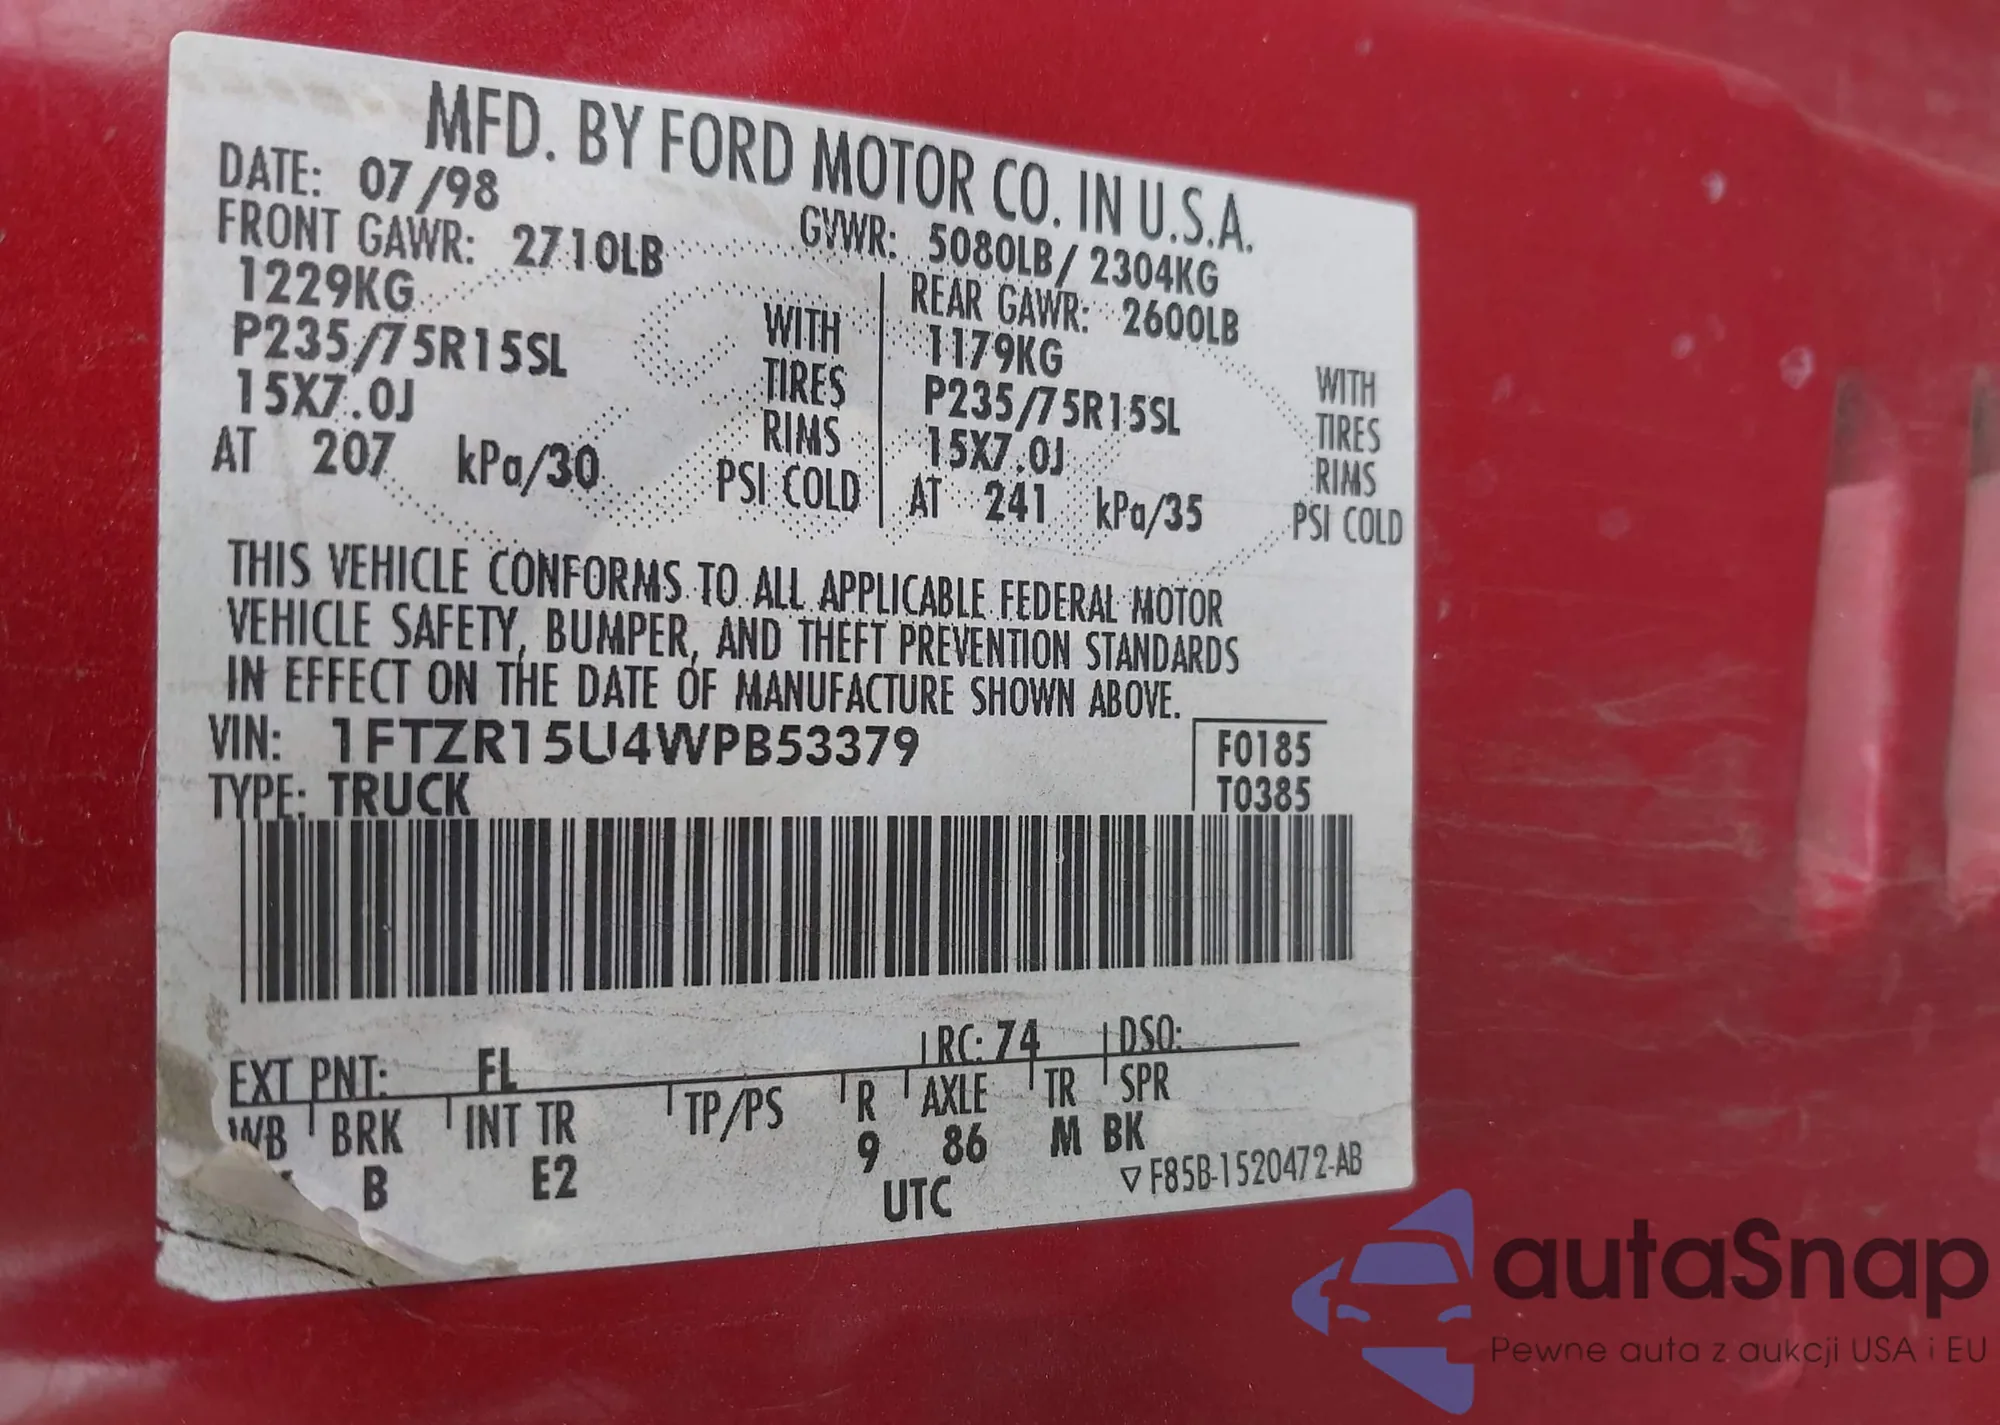 MFD. BY FORD MOTOR CO. IN U.S.A.
DATE: 07/98 GVWR: 5080LB/2304KG
FRONT GAWR: 2710LB REAR GAWR: 2600LB
1229KG WITH 1179KG WITH
P235/75R15SL TIRES P235/75R15SL TIRES
15X7.0J RIMS 15X7.0J RIMS
AT 207 kPa/30 PSI COLD AT 241 kPa/35 PSI COLD
THIS VEHICLE CONFORMS TO ALL APPLICABLE FEDERAL MOTOR
VEHICLE SAFETY, BUMPER, AND THEFT PREVENTION STANDARDS
IN EFFECT ON THE DATE OF MANUFACTURE SHOWN ABOVE.
VIN: 1FTZR15U4WPB53379 F0185
TYPE: TRUCK T0385
EXT PNT: FL RC: 74 DSO:
WB BRK INT TR TP/PS R AXLE TR SPR
B E2 9 86 M BK
UTC ▽F85B-1520472-AB
autaSnap
Pewne auta z aukcji USA i EU